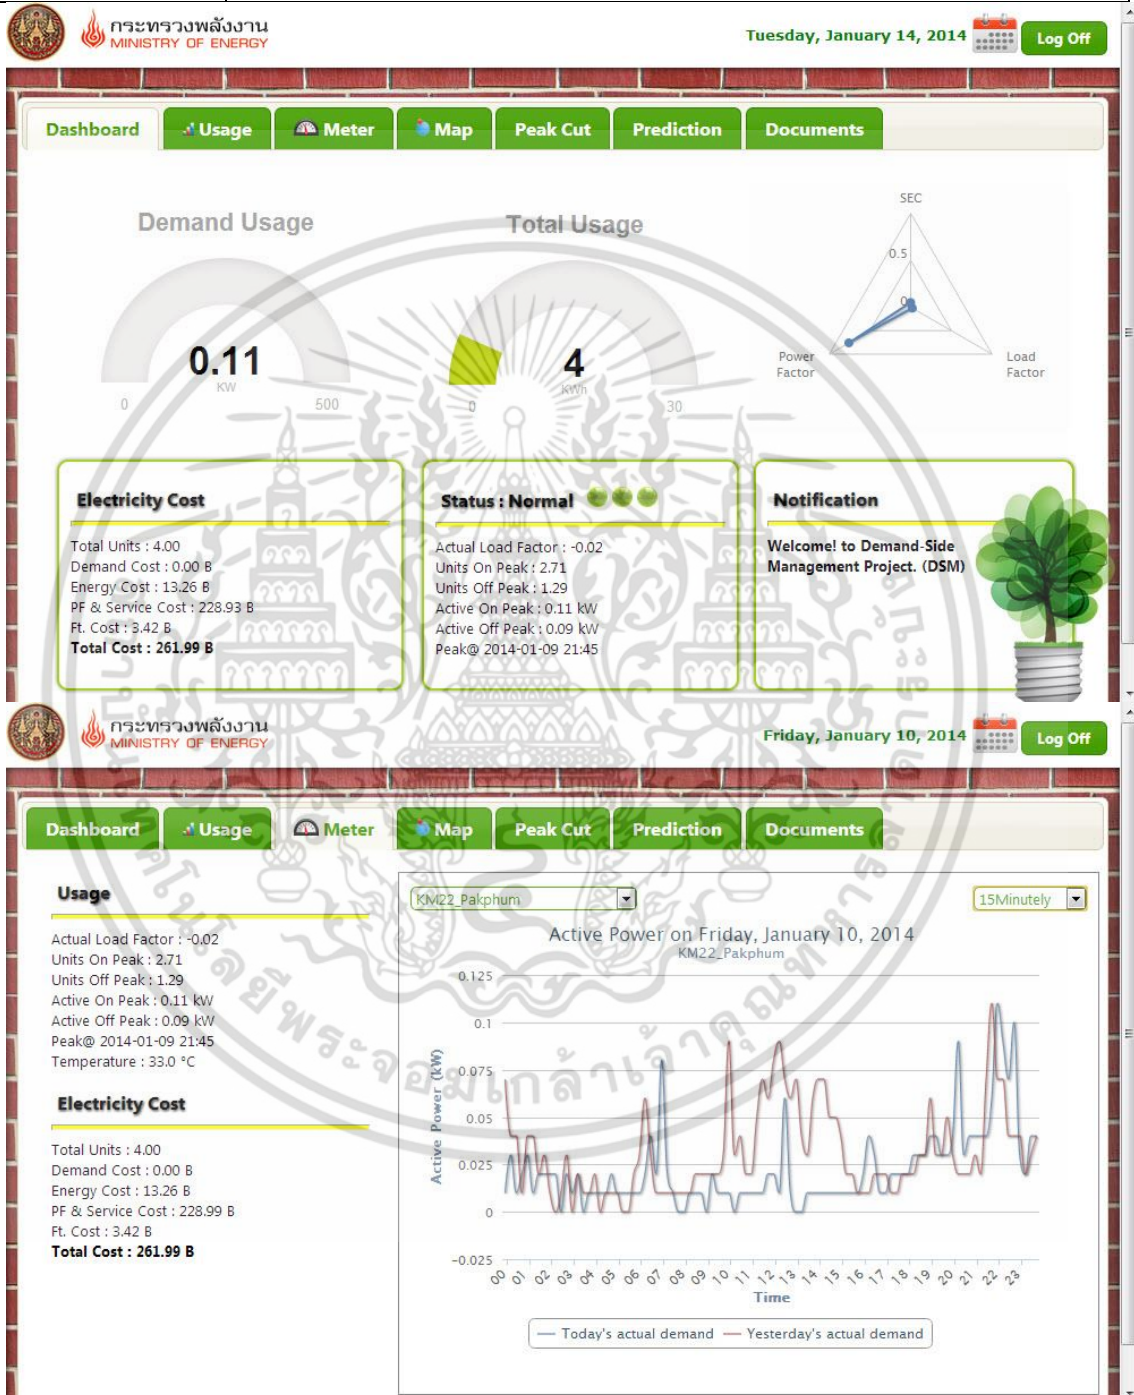 กระทรวงพลังงาน
MINISTRY OF ENERGY
Tuesday, January 14, 2014
Log Off
Dashboard
Usage
Meter
Map
Peak Cut
Prediction
Documents
Demand Usage
0.11
KW
0
500
Total Usage
4
KWh
0
30
SEC
0.5
0
Power
Factor
Load
Factor
Electricity Cost
Total Units : 4.00
Demand Cost : 0.00 B
Energy Cost : 13.26 B
PF & Service Cost : 228.93 B
Ft. Cost : 3.42 B
Total Cost : 261.99 B
Status : Normal
Actual Load Factor : -0.02
Units On Peak : 2.71
Units Off Peak : 1.29
Active On Peak : 0.11 kW
Active Off Peak : 0.09 kW
Peak@ 2014-01-09 21:45
Notification
Welcome! to Demand-Side
Management Project. (DSM)
กระทรวงพลังงาน
MINISTRY OF ENERGY
Friday, January 10, 2014
Log Off
Dashboard
Usage
Meter
Map
Peak Cut
Prediction
Documents
Usage
Actual Load Factor : -0.02
Units On Peak : 2.71
Units Off Peak : 1.29
Active On Peak : 0.11 kW
Active Off Peak : 0.09 kW
Peak@ 2014-01-09 21:45
Temperature : 33.0 °C
Electricity Cost
Total Units : 4.00
Demand Cost : 0.00 B
Energy Cost : 13.26 B
PF & Service Cost : 228.99 B
Ft. Cost : 3.42 B
Total Cost : 261.99 B
KM22_Pakphum
15Minutely
Active Power on Friday, January 10, 2014
KM22_Pakphum
Active Power (kW)
0.125
0.1
0.075
0.05
0.025
0
-0.025
00 01 02 03 04 05 06 07 08 09 10 11 12 13 14 15 16 17 18 19 20 21 22 23
Time
Today's actual demand
Yesterday's actual demand